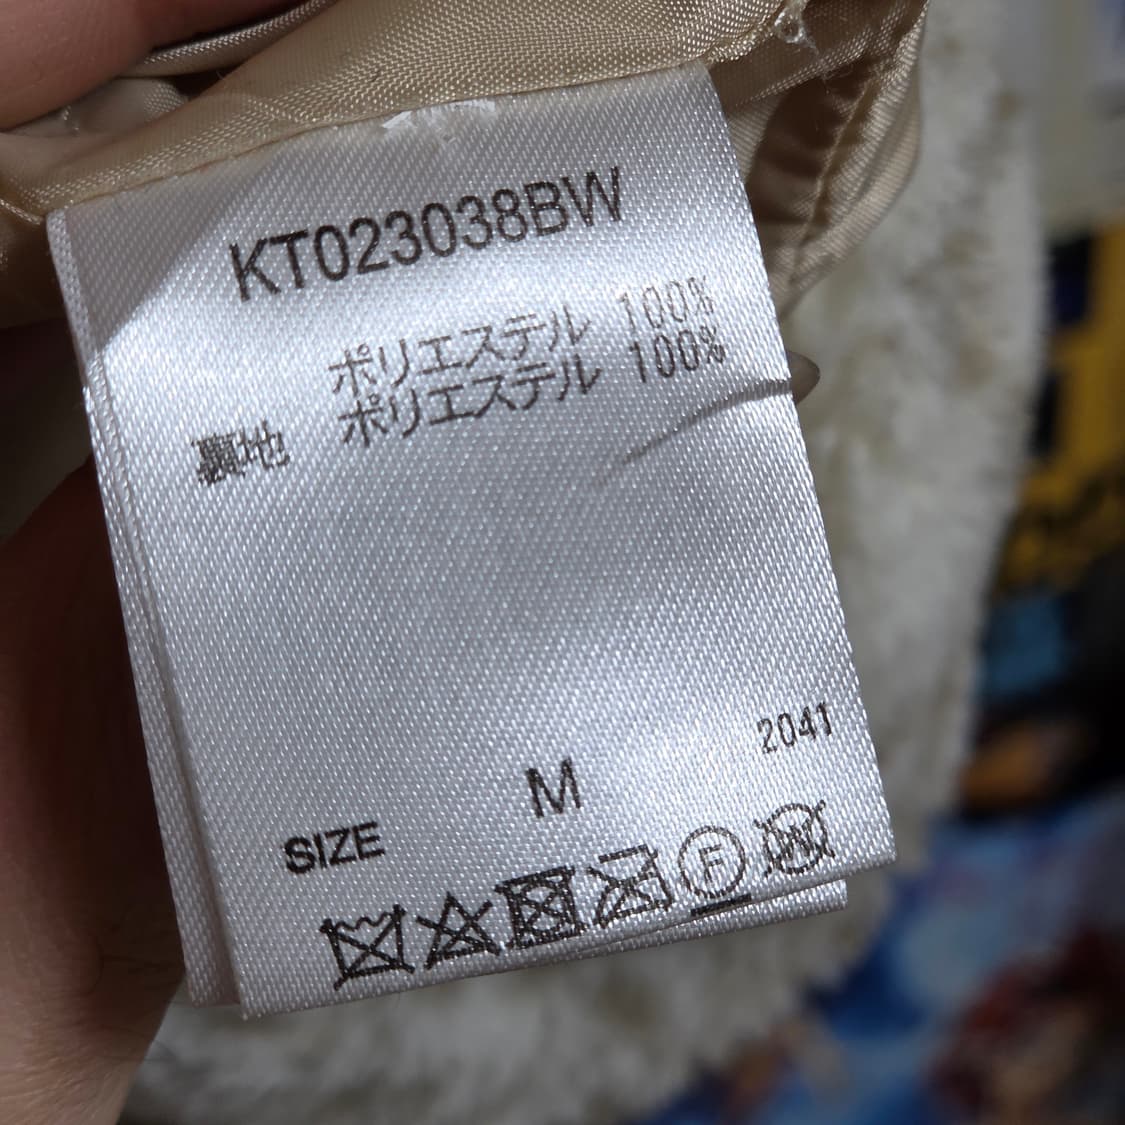 KT023038BW
ポリエステル 100%
裏地 ポリエステル 100%
2041
SIZE M
F
W